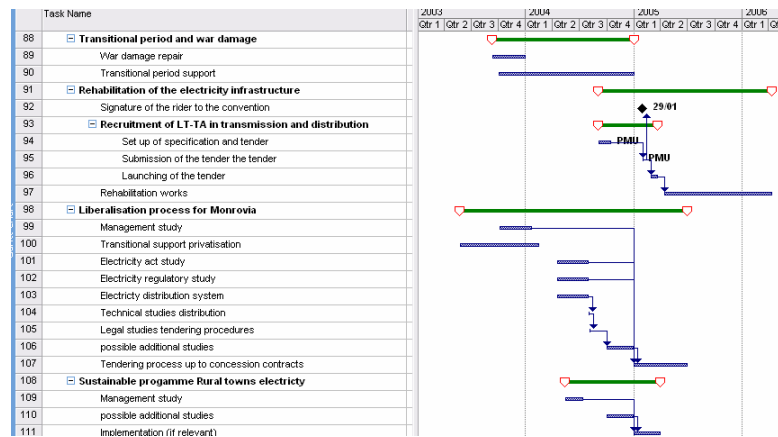 Task Name
2003 2004 2005 2006
Qtr 1 Qtr 2 Qtr 3 Qtr 4 Qtr 1 Qtr 2 Qtr 3 Qtr 4 Qtr 1 Qtr 2 Qtr 3 Qtr 4 Qtr 1
88 Transitional period and war damage
89 War damage repair
90 Transitional period support
91 Rehabilitation of the electricity infrastructure
92 Signature of the rider to the convention 29/01
93 Recruitment of LT-TA in transmission and distribution
94 Set up of specification and tender PMU
95 Submission of the tender the tender PMU
96 Launching of the tender
97 Rehabilitation works
98 Liberalisation process for Monrovia
99 Management study
100 Transitional support privatisation
101 Electricity act study
102 Electricity regulatory study
103 Electricty distribution system
104 Technical studies distribution
105 Legal studies tendering procedures
106 possible additional studies
107 Tendering process up to concession contracts
108 Sustainable progamme Rural towns electricty
109 Management study
110 possible additional studies
111 Implementation (if relevant)